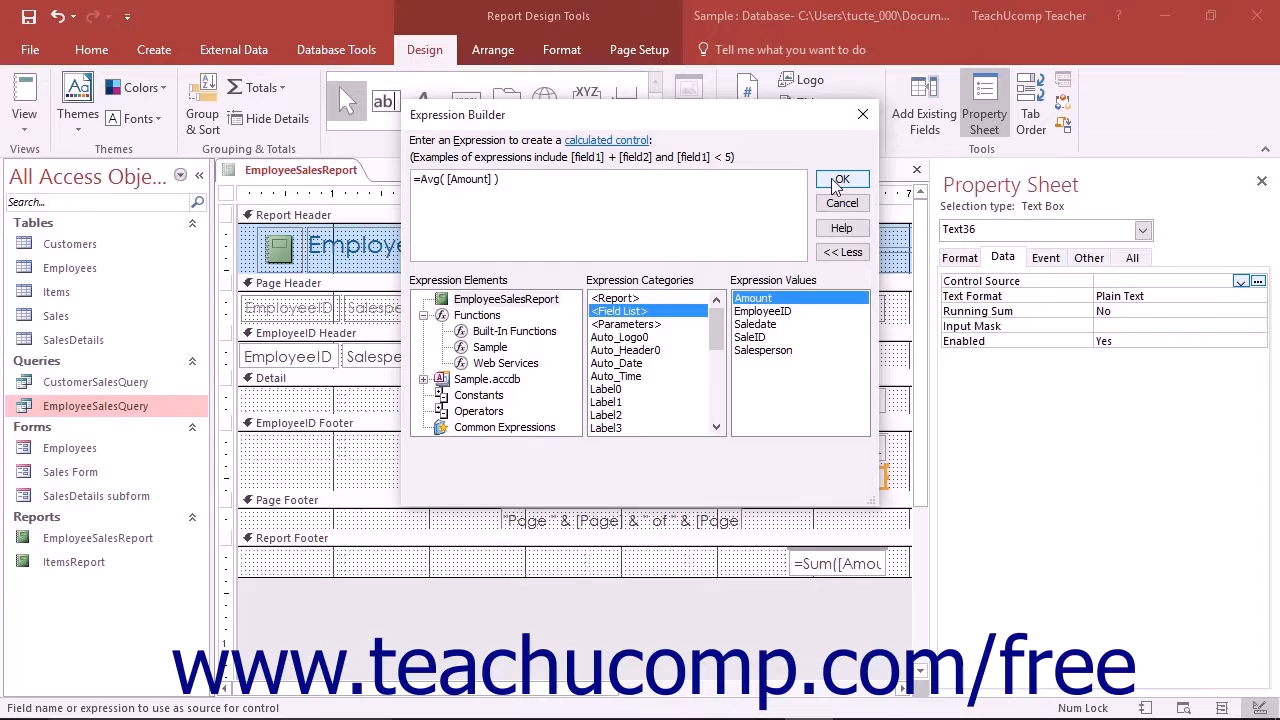 Report Design Tools
Sample : Database- C:\Users\tucte_000\Docum...
TeachUcomp Teacher
?
File
Home
Create
External Data
Database Tools
Design
Arrange
Format
Page Setup
Tell me what you want to do
View
Themes
Colors
Fonts
Group
& Sort
Totals
Hide Details
ab|
XYZ
#
Logo
Add Existing
Fields
Property
Sheet
Tab
Order
Views
Themes
Grouping & Totals
Tools
Expression Builder
Enter an Expression to create a calculated control:
(Examples of expressions include [field1] + [field2] and [field1] < 5)
=Avg( [Amount] )
OK
Cancel
Help
<< Less
Expression Elements
EmployeeSalesReport
Functions
Built-In Functions
Sample
Web Services
Sample.accdb
Constants
Operators
Common Expressions
Expression Categories
<Report>
<Field List>
<Parameters>
Auto_Logo0
Auto_Header0
Auto_Date
Auto_Time
Label0
Label1
Label2
Label3
Expression Values
Amount
EmployeeID
Saledate
SaleID
Salesperson
All Access Obje...
Search...
Tables
Customers
Employees
Items
Sales
SalesDetails
Queries
CustomerSalesQuery
EmployeeSalesQuery
Forms
Employees
Sales Form
SalesDetails subform
Reports
EmployeeSalesReport
ItemsReport
EmployeeSalesReport
1
7
Report Header
Employe
Page Header
EmployeeID
Salesp
EmployeeID Header
EmployeeID
Salespe
Detail
EmployeeID Footer
Page Footer
"Page " & [Page] & " of " & [Page
Report Footer
=Sum([Amou
1
Property Sheet
Selection type: Text Box
Text36
Format
Data
Event
Other
All
Control Source
Text Format Plain Text
Running Sum No
Input Mask
Enabled Yes
www.teachucomp.com/free
Field name or expression to use as source for control
Num Lock